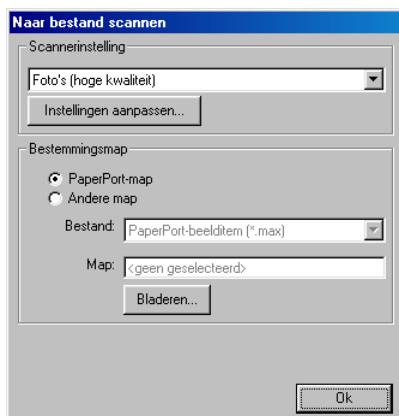 Naar bestand scannen
Scannerinstelling
Foto's (hoge kwaliteit)
Instellingen aanpassen...
Bestemmingsmap
PaperPort-map
Andere map
Bestand: PaperPort-beelditem (*.max)
Map: <geen geselecteerd>
Bladeren...
Ok